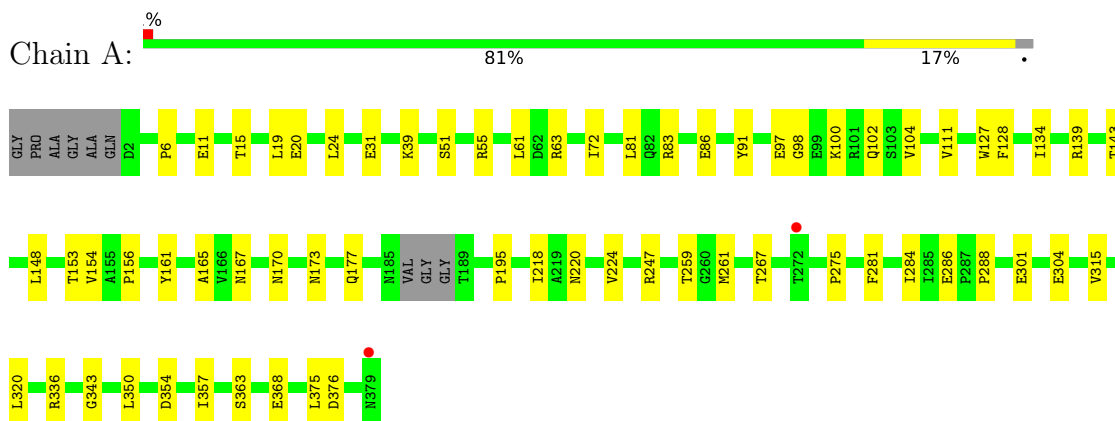 .%
Chain A:
81% 17% •
GLY PRO ALA GLY ALA GLN D2 P6 E11 T15 L19 E20 L24 E31 K39 S51 R55 L61 D62 R63 I72 L81 Q82 R83 E86 Y91 E97 G98 E99 K100 R101 Q102 S103 V104 V111 W127 F128 I134 R139 T143
L148 T153 V154 A155 P156 Y161 A165 V166 N167 N170 N173 Q177 N185 VAL GLY GLY T189 P195 I218 A219 N220 V224 R247 T259 G260 M261 T267 T272 P275 F281 I284 I285 E286 P287 P288 E301 E304 V315
L320 R336 G343 L350 D354 I357 S363 E368 L375 D376 N379